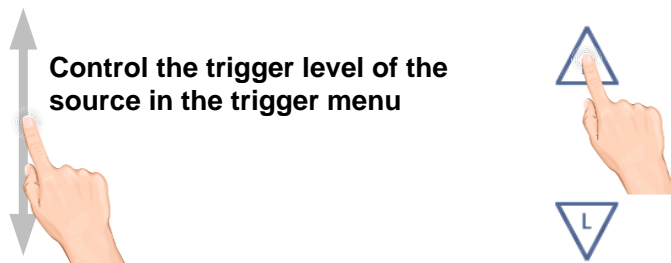 Control the trigger level of the
source in the trigger menu
L